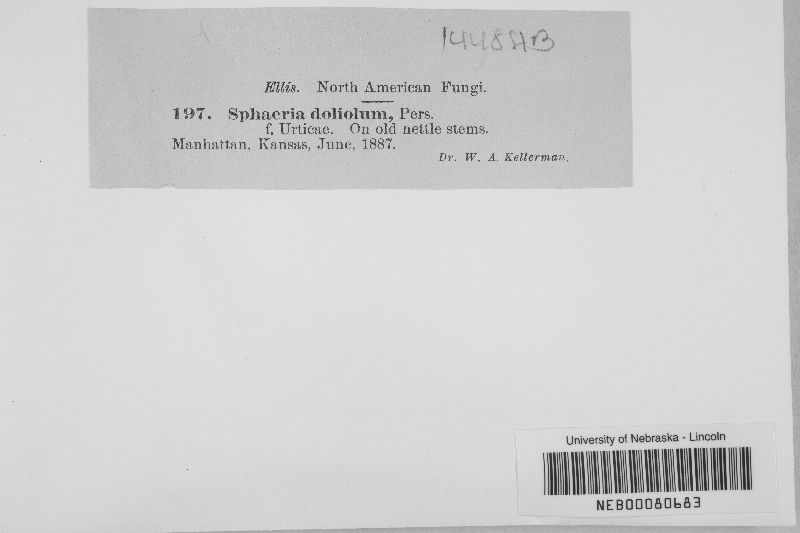 144848B
Ellis. North American Fungi.
197. Sphaeria doliolum, Pers.
f. Urticae. On old nettle stems.
Manhattan, Kansas, June, 1887.
Dr. W. A. Kellerman.
University of Nebraska - Lincoln
NEB00080683